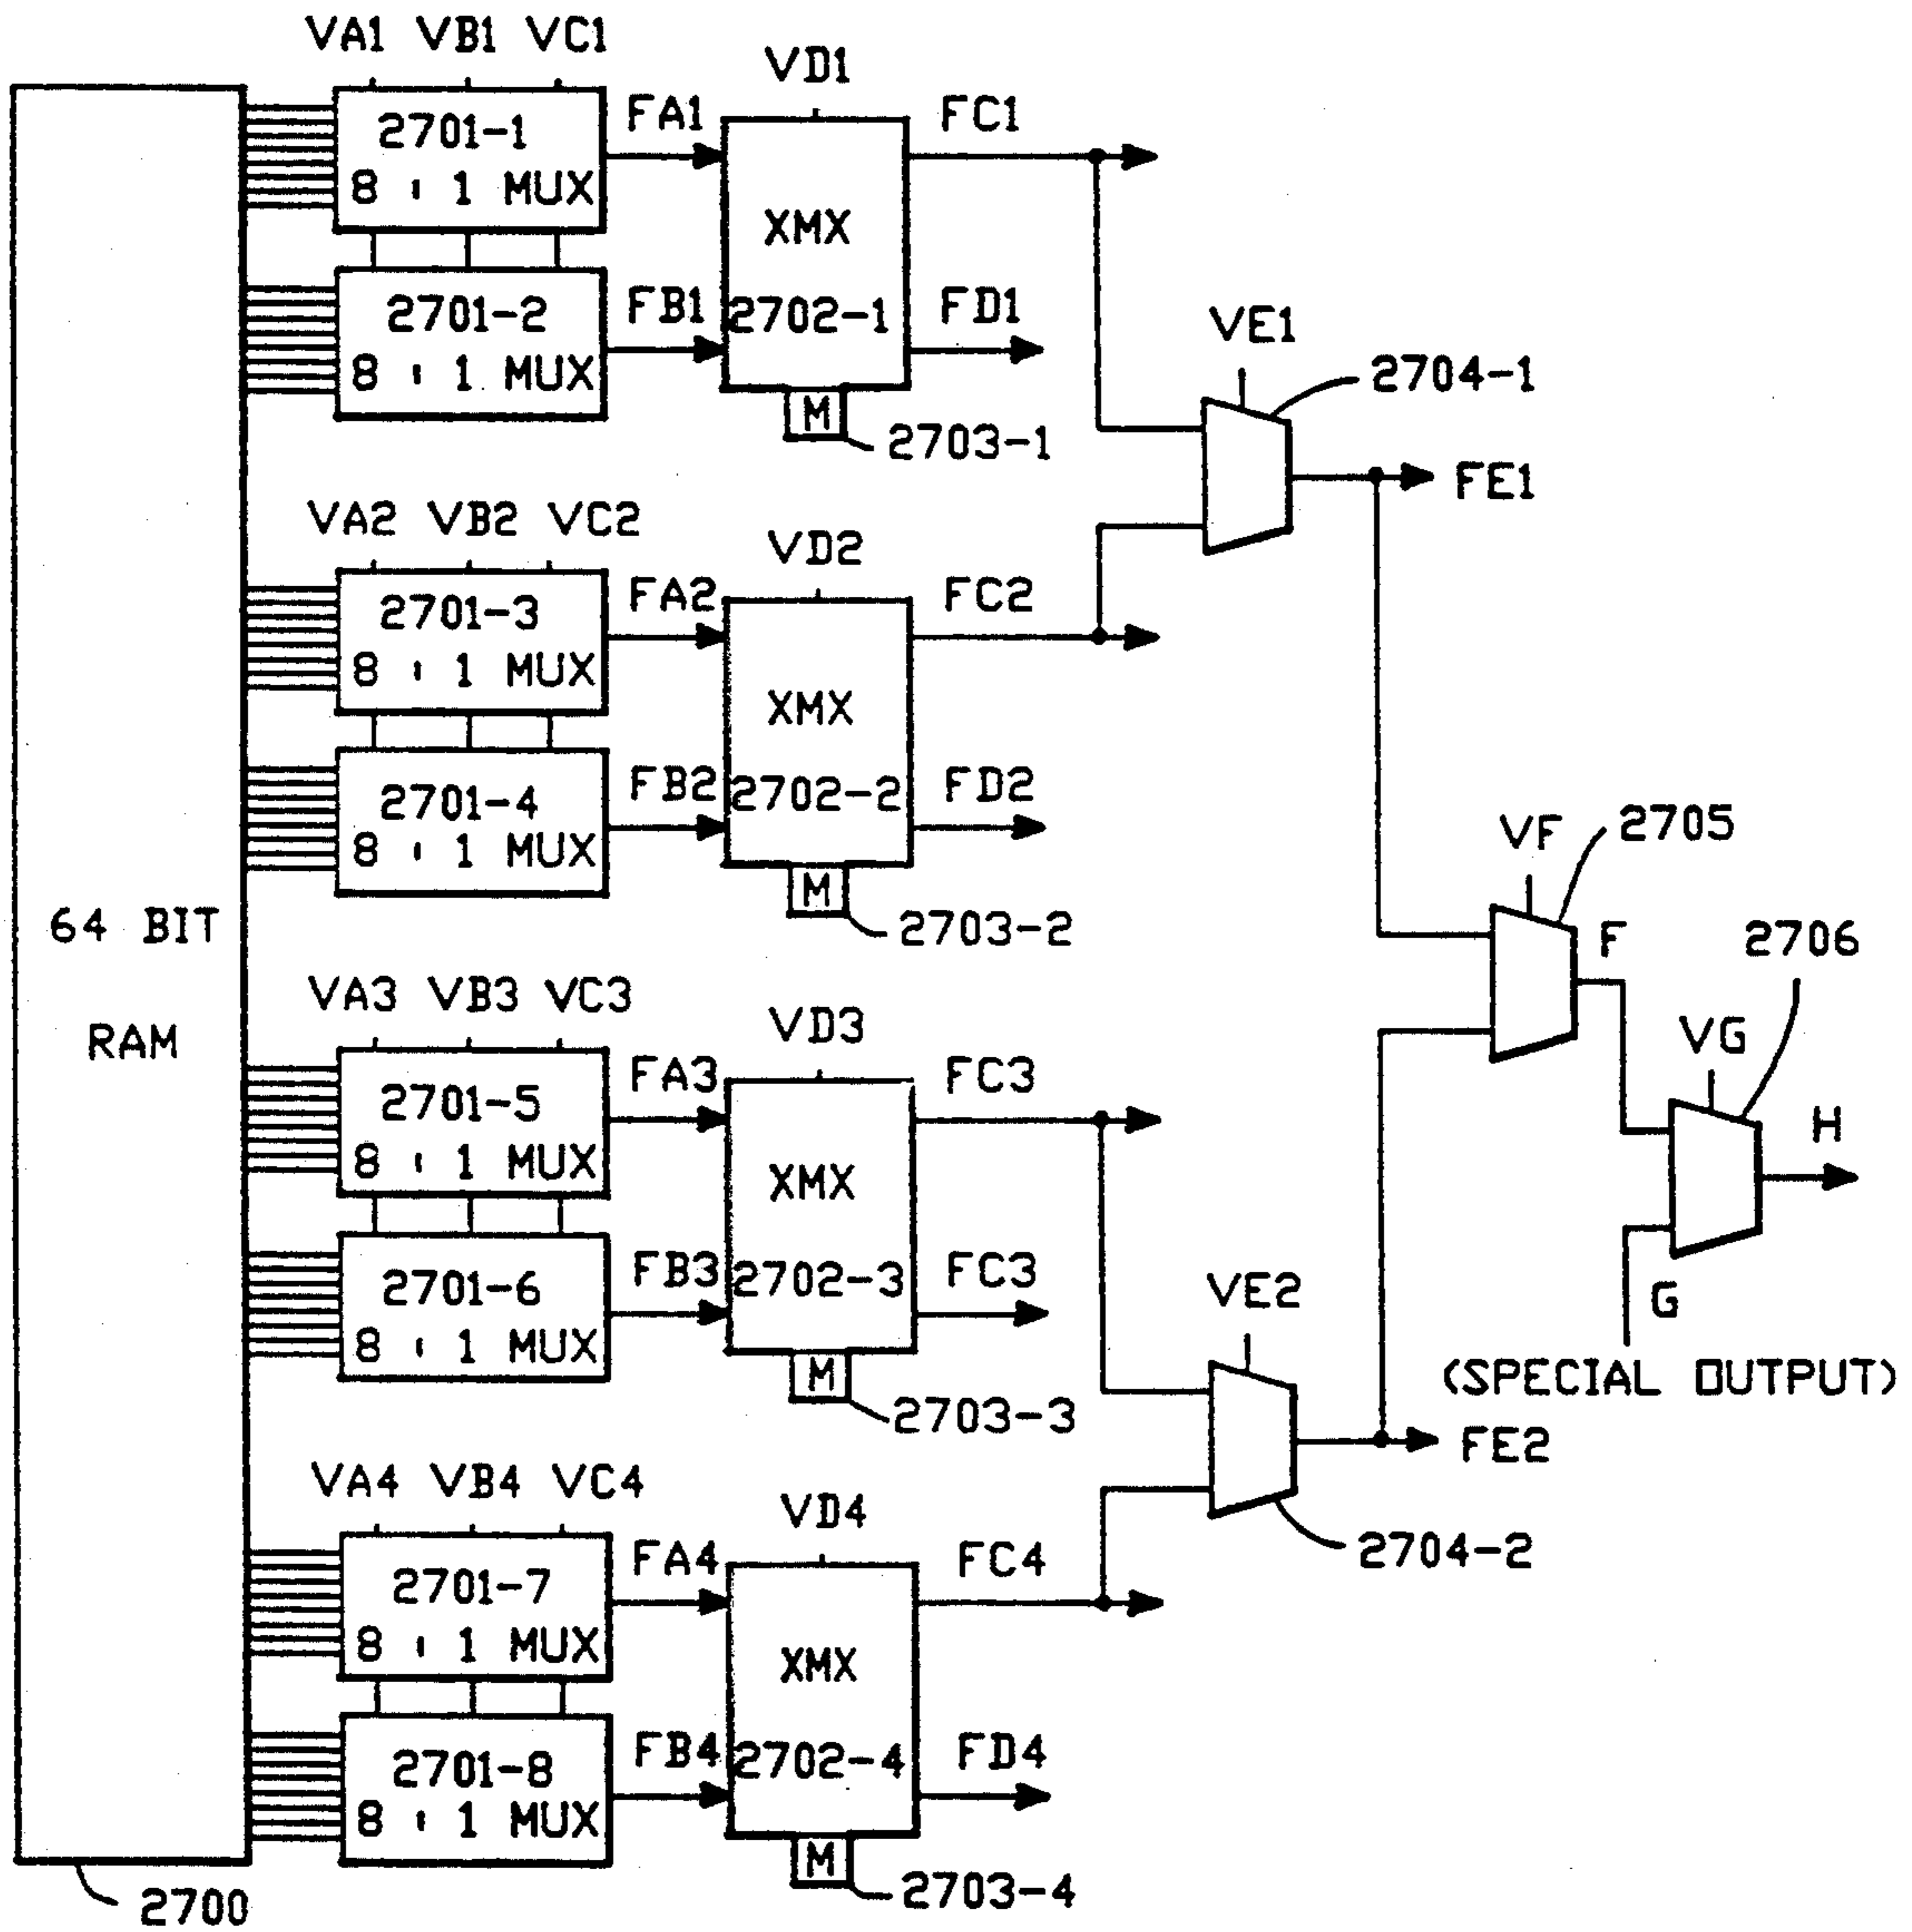 VA1 VB1 VC1
VD1
2701-1
8 : 1 MUX
FA1
FC1
XMX
2701-2
8 : 1 MUX
FB1
2702-1
FD1
M
2703-1
VE1
2704-1
FE1
VA2 VB2 VC2
VD2
2701-3
8 : 1 MUX
FA2
FC2
XMX
2701-4
8 : 1 MUX
FB2
2702-2
FD2
M
2703-2
64 BIT
RAM
VF
2705
F
2706
VG
H
G
(SPECIAL OUTPUT)
VA3 VB3 VC3
VD3
2701-5
8 : 1 MUX
FA3
FC3
XMX
2701-6
8 : 1 MUX
FB3
2702-3
FC3
M
2703-3
VE2
FE2
2704-2
VA4 VB4 VC4
VD4
2701-7
8 : 1 MUX
FA4
FC4
XMX
2701-8
8 : 1 MUX
FB4
2702-4
FD4
M
2703-4
2700